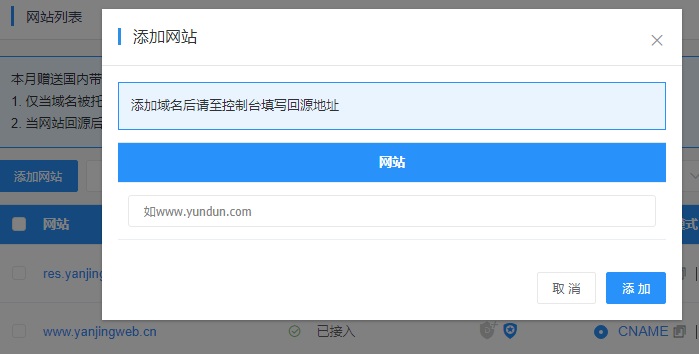 网站列表
添加网站
本月赠送国内带
添加域名后请至控制台填写回源地址
1. 仅当域名被托
2. 当网站回源后
网站
添加网站
如www.yundun.com
网站
res.yanjing
取 消
添 加
www.yanjingweb.cn
已接入
CNAME